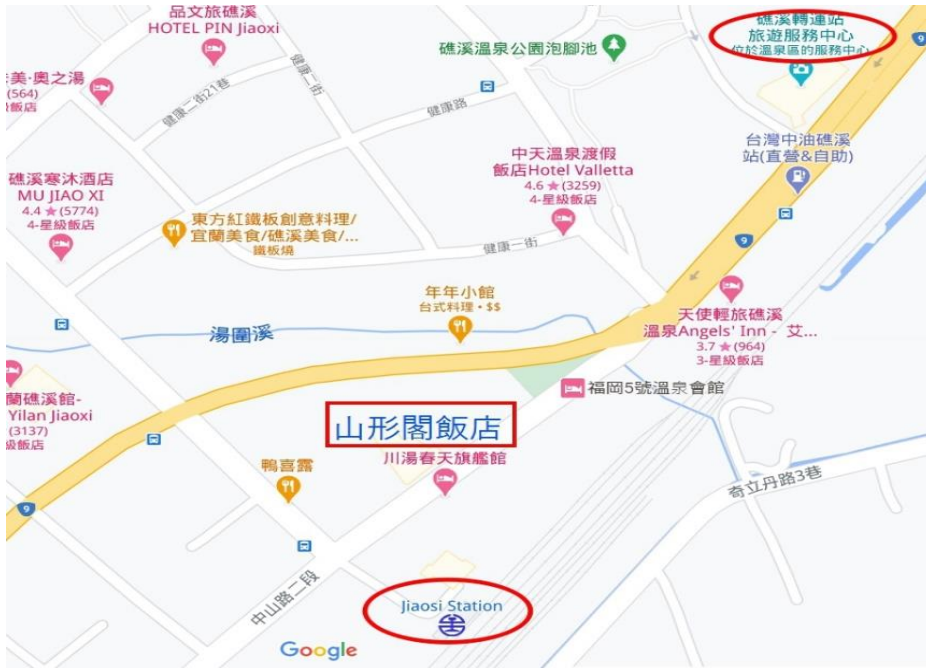 品文旅礁溪
HOTEL PIN Jiaoxi
礁溪轉運站
旅遊服務中心
位於溫泉區的服務中心
9
礁溪溫泉公園泡腳池
美·奧之湯
(564)
級飯店
健康二街21巷
健康二街
健康路
台灣中油礁溪
站(直營&自助)
中天溫泉渡假
飯店Hotel Valletta
4.6 ★ (3259)
4-星級飯店
礁溪寒沐酒店
MU JIAO XI
4.4 ★ (5774)
4-星級飯店
東方紅鐵板創意料理/
宜蘭美食/礁溪美食/...
鐵板燒
健康一街
9
年年小館
台式料理·$$
天使輕旅礁溪
溫泉Angels' Inn - 艾...
3.7 ★ (964)
3-星級飯店
湯圍溪
福岡5號溫泉會館
蘭礁溪館-
Yilan Jiaoxi
(3137)
級飯店
山形閣飯店
川湯春天旗艦館
鴨喜露
奇立丹路3巷
9
中山路二段
Jiaosi Station
Google